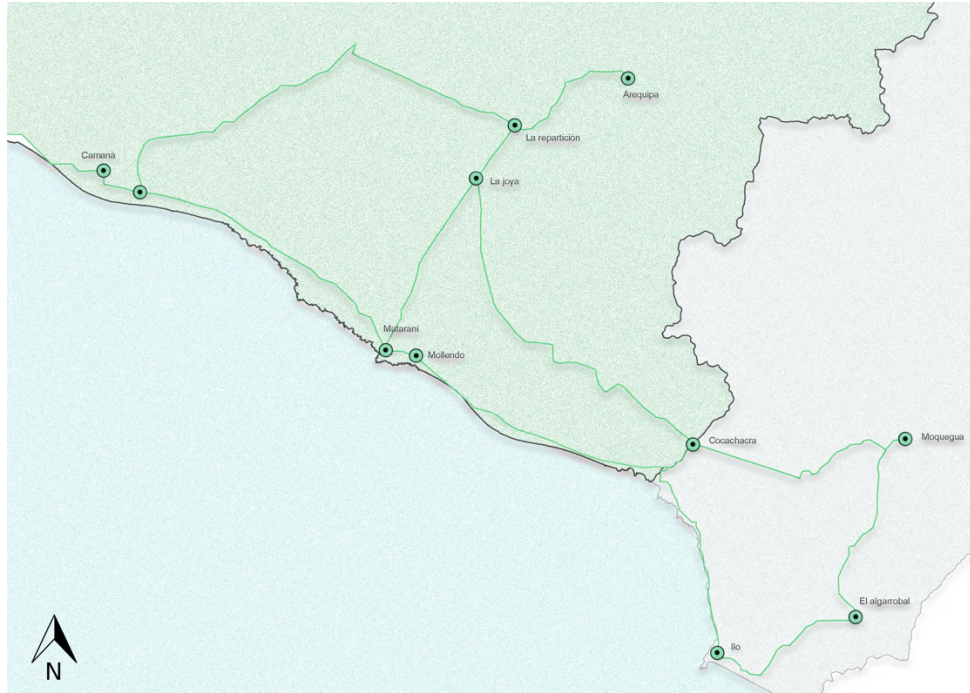 Arequipa
La repartición
Camaná
La joya
Matarani
Mollendo
Cocachacra
Moquegua
El algarrobal
Ilo
N